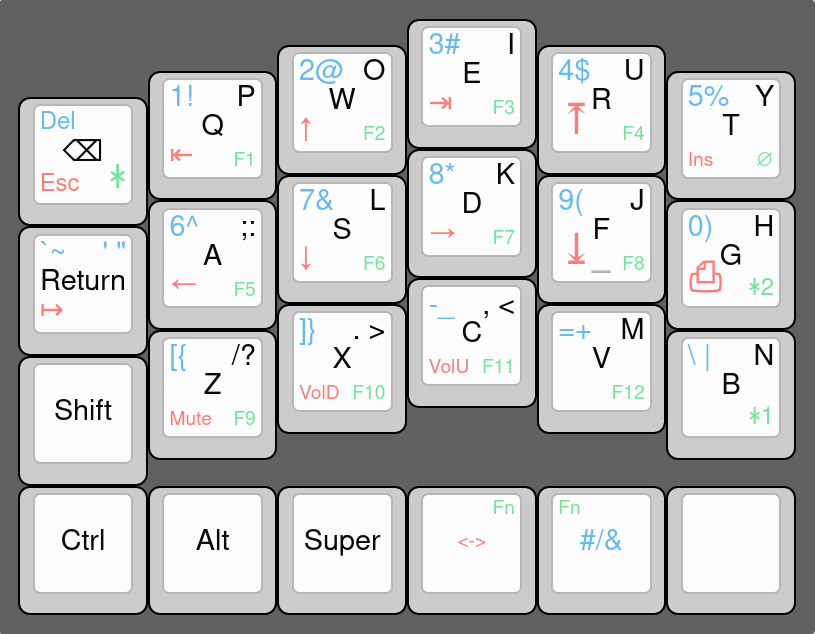 Del
⌫
Esc *
1! P
Q
⇤ F1
2@ O
W
↑ F2
3# I
E
⇥ F3
4$ U
R
⤒ F4
5% Y
T
Ins ∅
`~ ' "
Return
↦
6^ ;:
A
← F5
7& L
S
↓ F6
8* K
D
→ F7
9( J
F
⤓ _ F8
0) H
G
⎙ *2
Shift
[{ /?
Z
Mute F9
]} . >
X
VolD F10
-_ , <
C
VolU F11
=+ M
V
F12
\ | N
B
*1
Ctrl
Alt
Super
Fn
<->
Fn
#/&